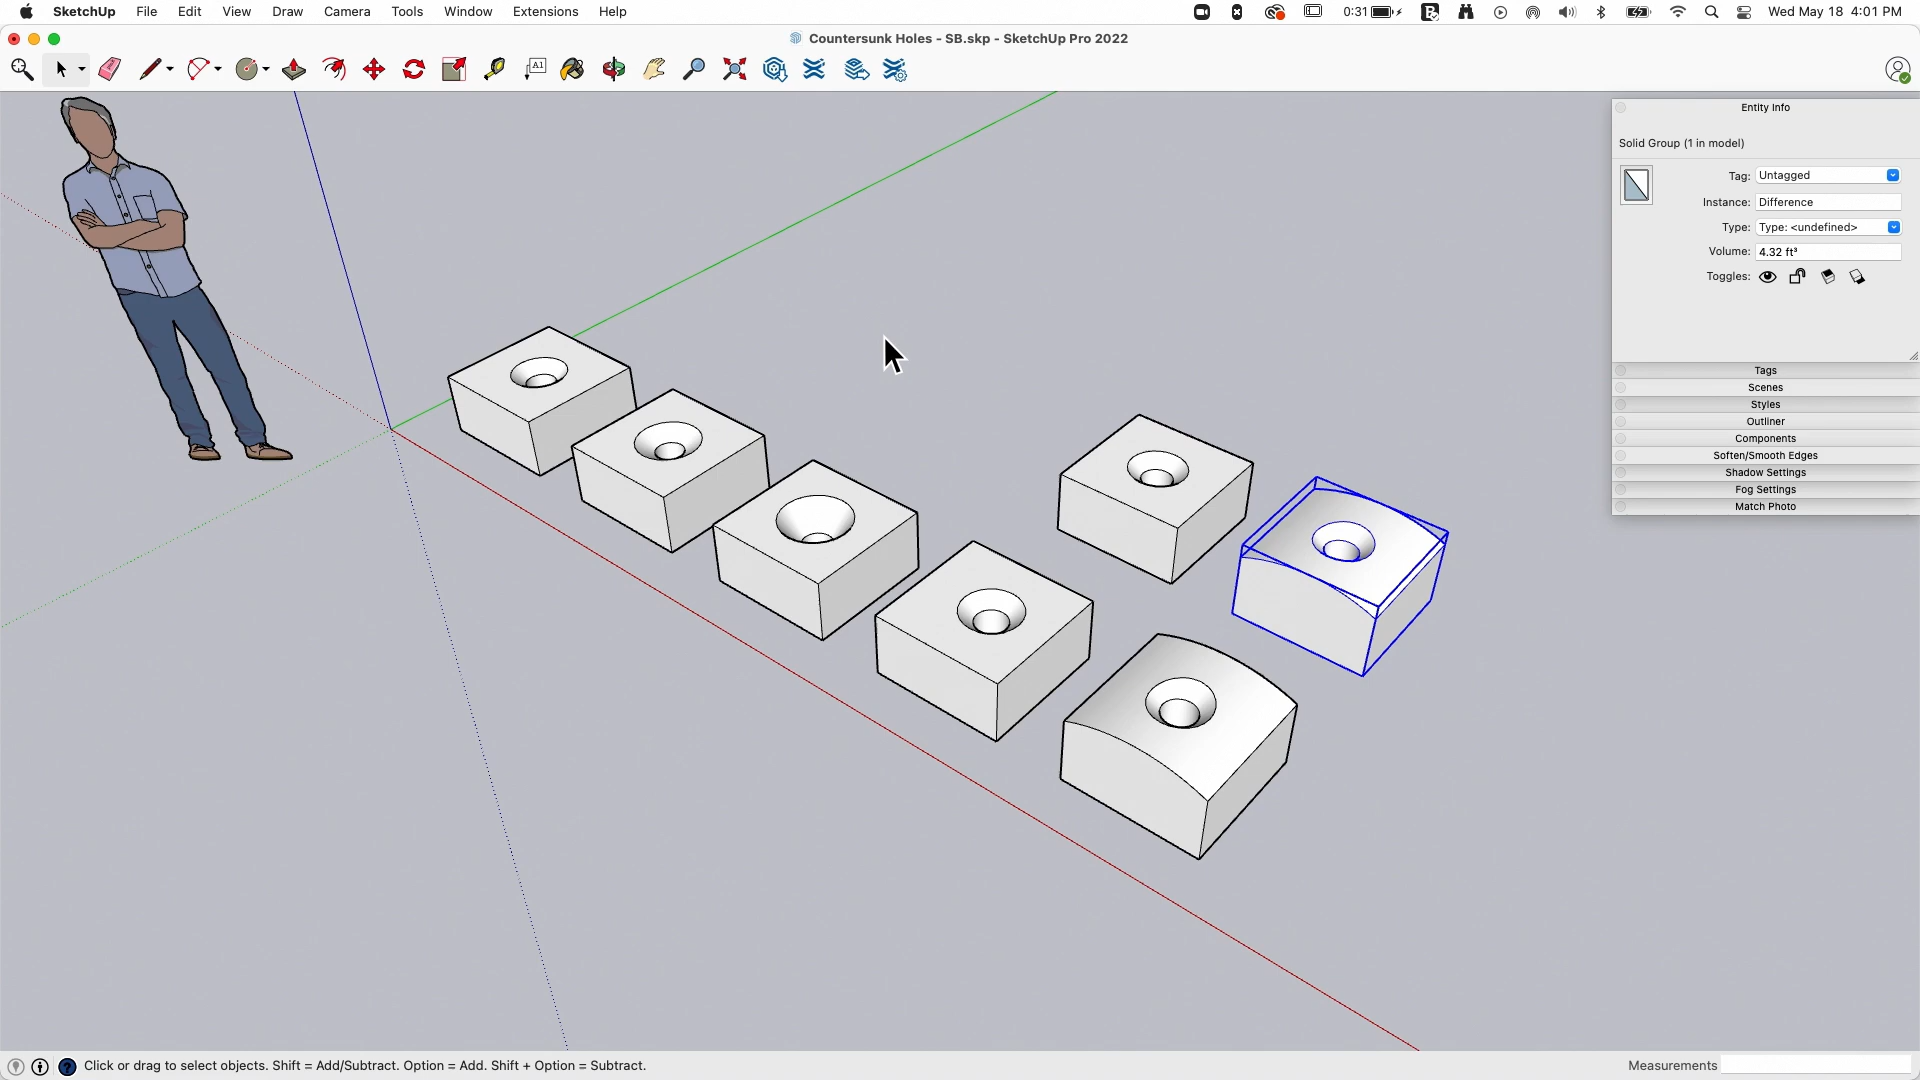 SketchUp File Edit View Draw Camera Tools Window Extensions Help 0:31 Wed May 18 4:01 PM
Countersunk Holes - SB.skp - SketchUp Pro 2022
A1
Entity Info
Solid Group (1 in model)
Tag: Untagged
Instance: Difference
Type: Type: <undefined>
Volume: 4.32 ft³
Toggles:
Tags
Scenes
Styles
Outliner
Components
Soften/Smooth Edges
Shadow Settings
Fog Settings
Match Photo
Click or drag to select objects. Shift = Add/Subtract. Option = Add. Shift + Option = Subtract. Measurements